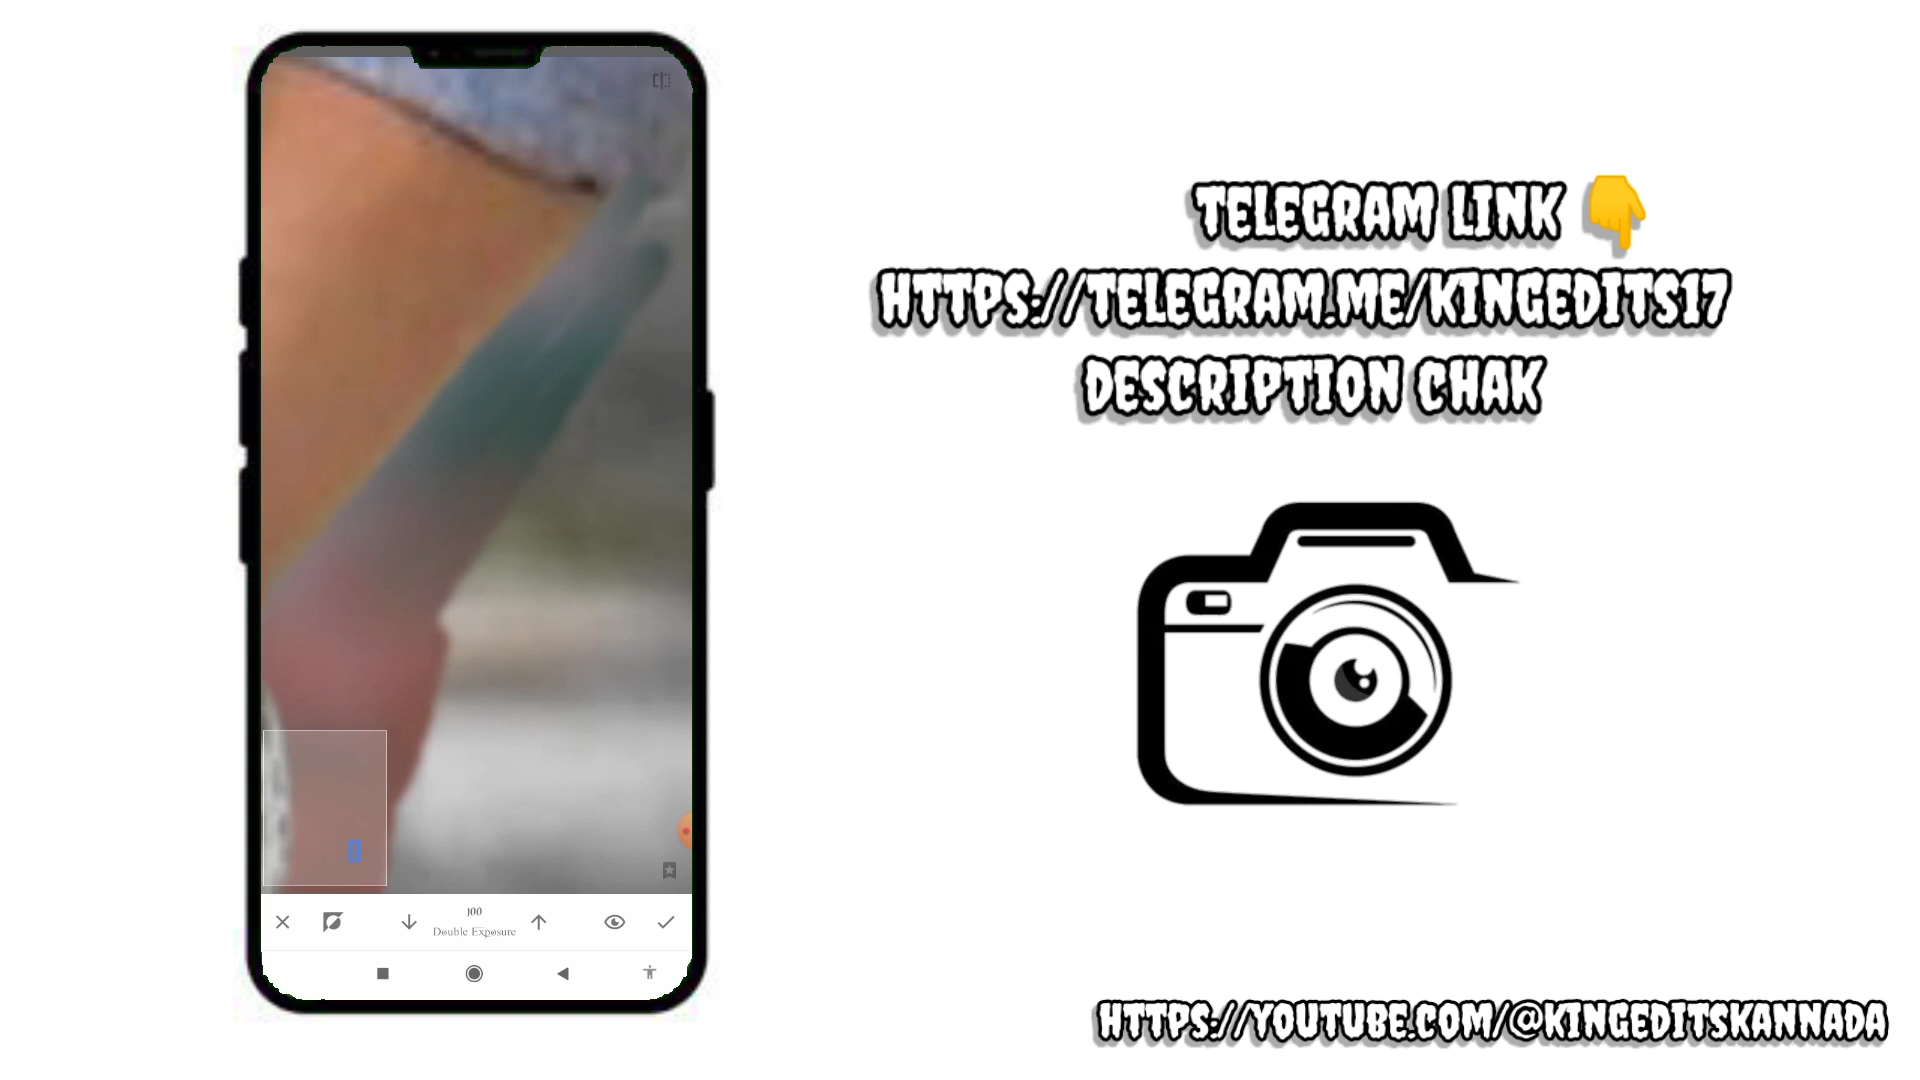 TELEGRAM LINK 👇
HTTPS://TELEGRAM.ME/KINGEDITS17
DESCRIPTION CHAK
100
Double Exposure
HTTPS://YOUTUBE.COM/@KINGEDITSKANNADA